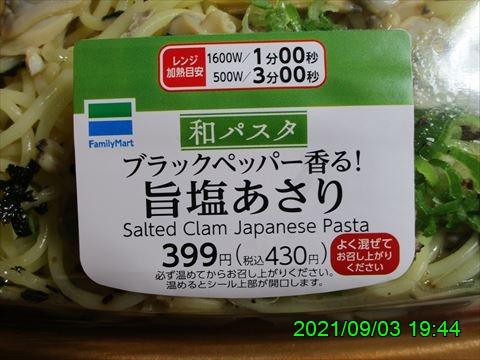 レンジ 加熱目安
1600W/1分00秒
500W/3分00秒
FamilyMart
和パスタ
ブラックペッパー香る!
旨塩あさり
Salted Clam Japanese Pasta
399円(税込430円)
よく混ぜて
お召し上がり
ください
必ず温めてからお召し上がりください。
温めるとシール上部が開口します。
2021/09/03 19:44